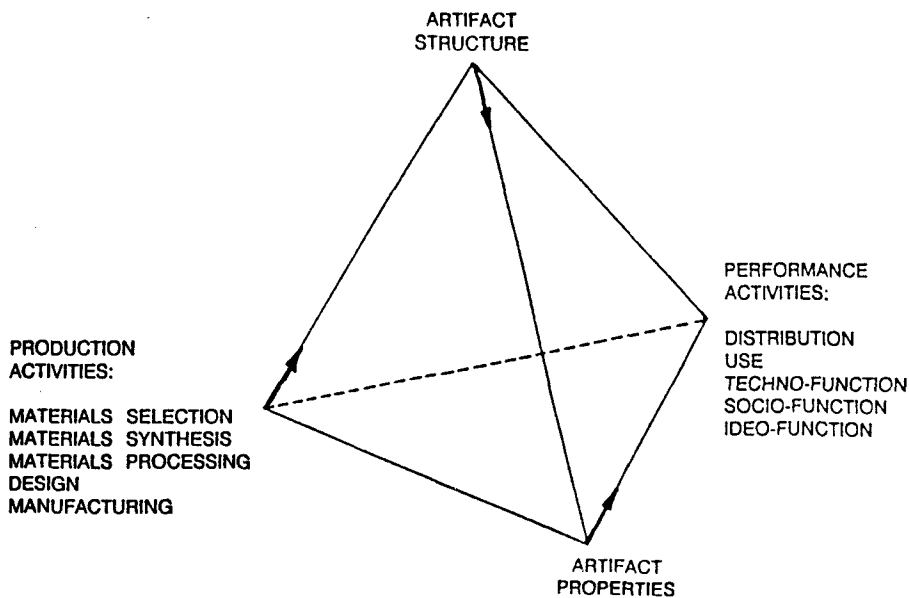 ARTIFACT
STRUCTURE
PERFORMANCE
ACTIVITIES:
DISTRIBUTION
USE
TECHNO-FUNCTION
SOCIO-FUNCTION
IDEO-FUNCTION
PRODUCTION
ACTIVITIES:
MATERIALS SELECTION
MATERIALS SYNTHESIS
MATERIALS PROCESSING
DESIGN
MANUFACTURING
ARTIFACT
PROPERTIES